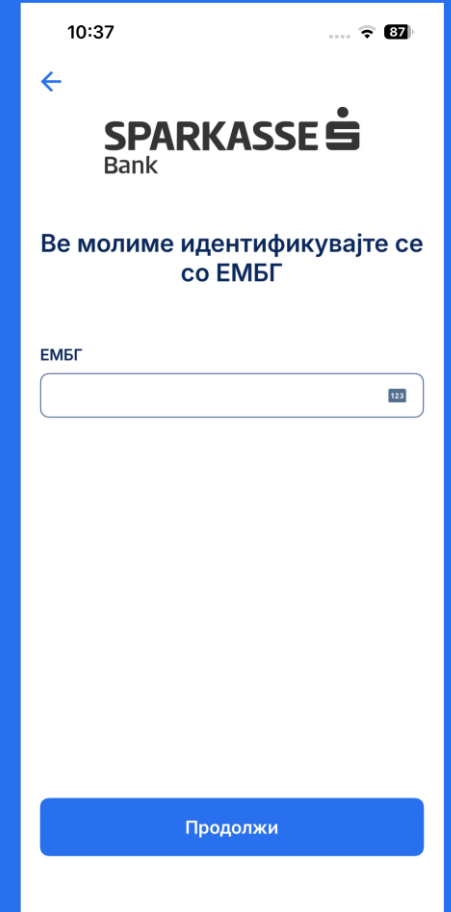 10:37
87
SPARKASSE
Bank
Ве молиме идентификувајте се
со ЕМБГ
ЕМБГ
123
Продолжи